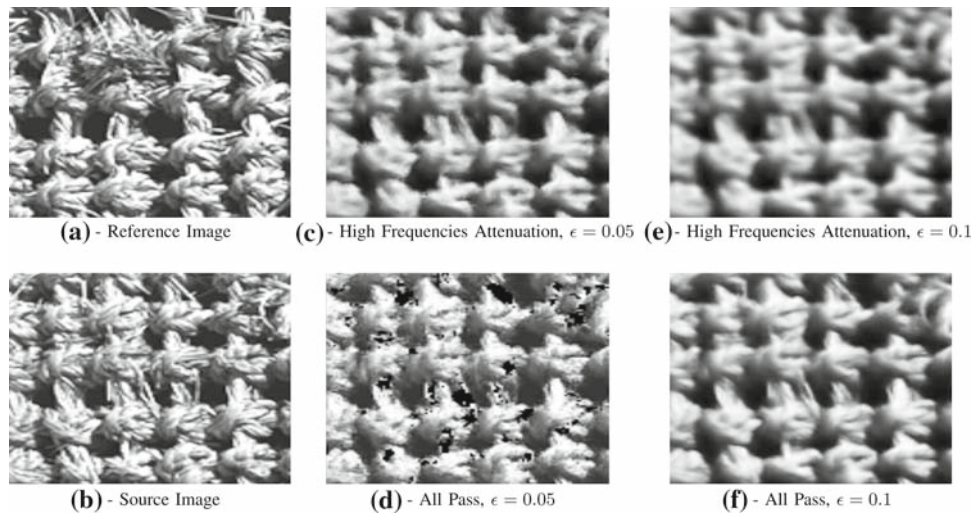 (a) - Reference Image
(c) - High Frequencies Attenuation, ϵ = 0.05
(e) - High Frequencies Attenuation, ϵ = 0.1
(b) - Source Image
(d) - All Pass, ϵ = 0.05
(f) - All Pass, ϵ = 0.1